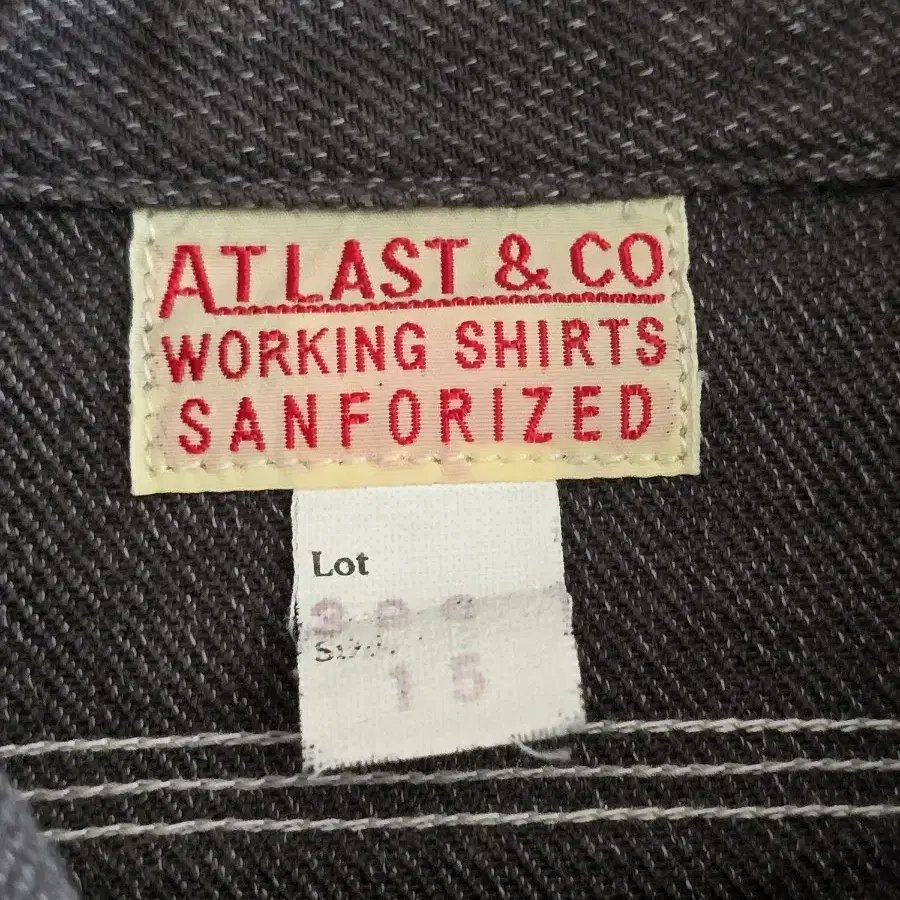 AT LAST & CO
WORKING SHIRTS
SANFORIZED
Lot
15